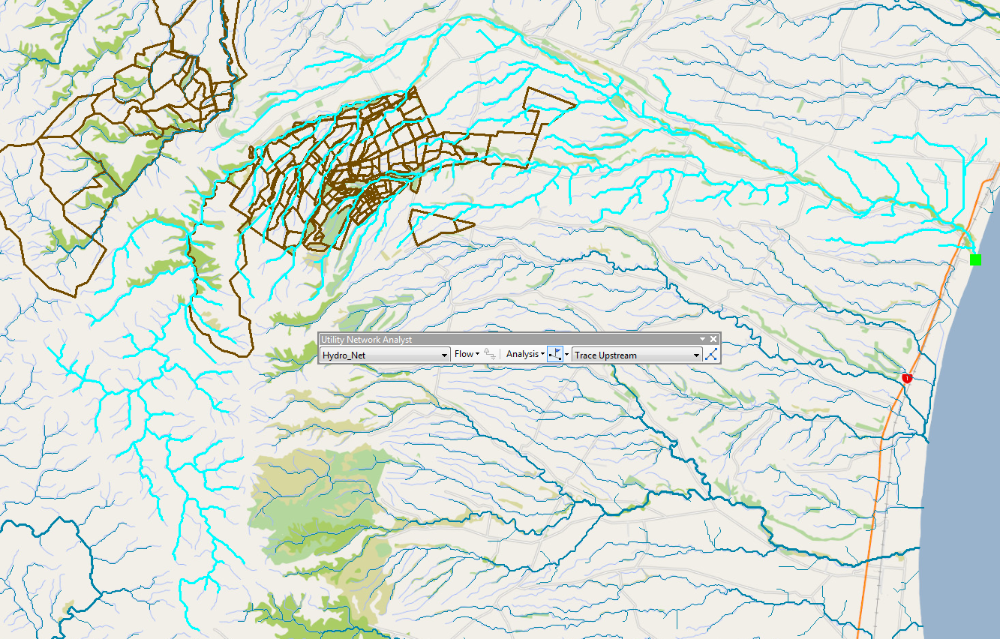 Utility Network Analyst
Hydro_Net Flow Analysis Trace Upstream
1